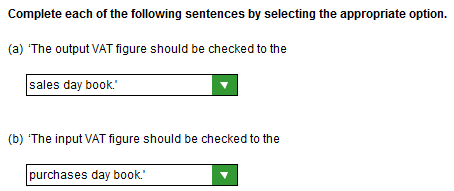 Complete each of the following sentences by selecting the appropriate option.
(a) 'The output VAT figure should be checked to the
sales day book.'
(b) 'The input VAT figure should be checked to the
purchases day book.'